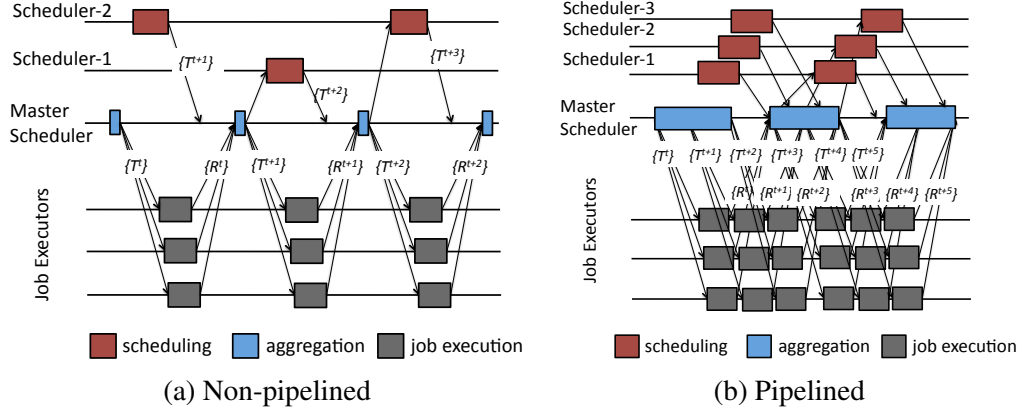 Scheduler-2
{T^{t+1}}
{T^{t+3}}
Scheduler-1
{T^{t+2}}
Master
Scheduler
{T^t} {R^t} {T^{t+1}} {R^{t+1}} {T^{t+2}} {R^{t+2}}
Job Executors
scheduling aggregation job execution
(a) Non-pipelined
Scheduler-3
Scheduler-2
Scheduler-1
Master
Scheduler
{T^t} {T^{t+1}} {T^{t+2}} {T^{t+3}} {T^{t+4}} {T^{t+5}}
{R^t} {R^{t+1}} {R^{t+2}} {R^{t+3} {R^{t+4}} {R^{t+5}}
Job Executors
scheduling aggregation job execution
(b) Pipelined